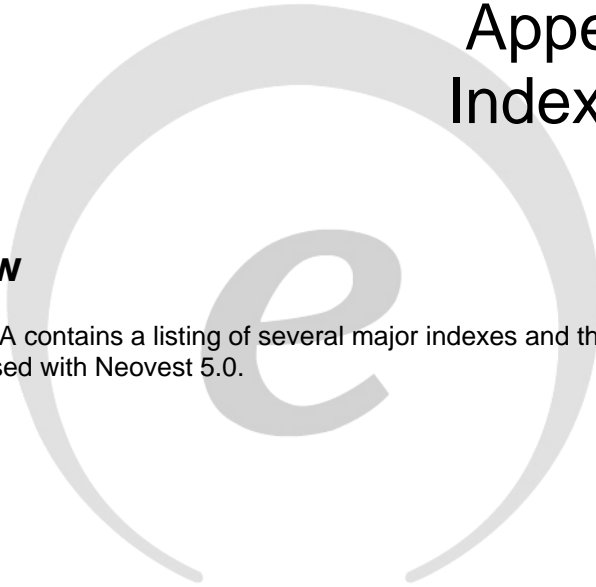 Appe
Index
w
A contains a listing of several major indexes and th
sed with Neovest 5.0.
e